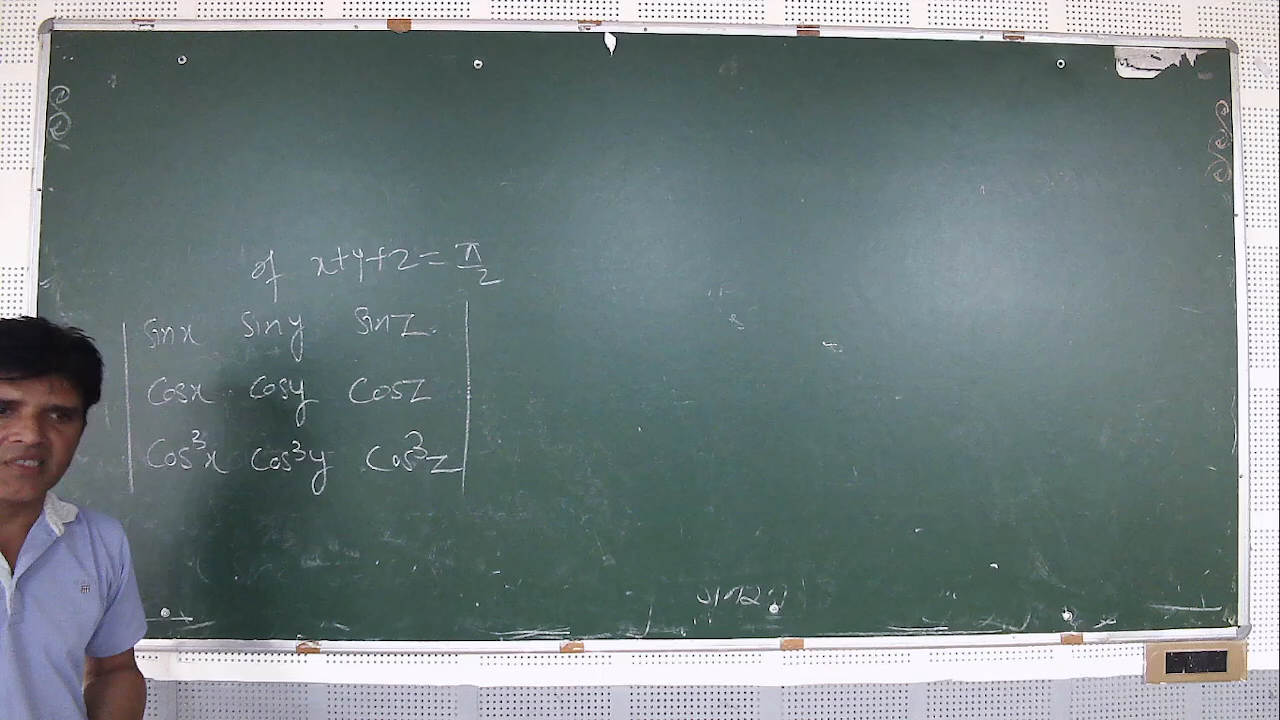 If x+y+z = π/2
| sinx siny sinz |
| cosx cosy cosz |
| cos³x cos³y cos³z |